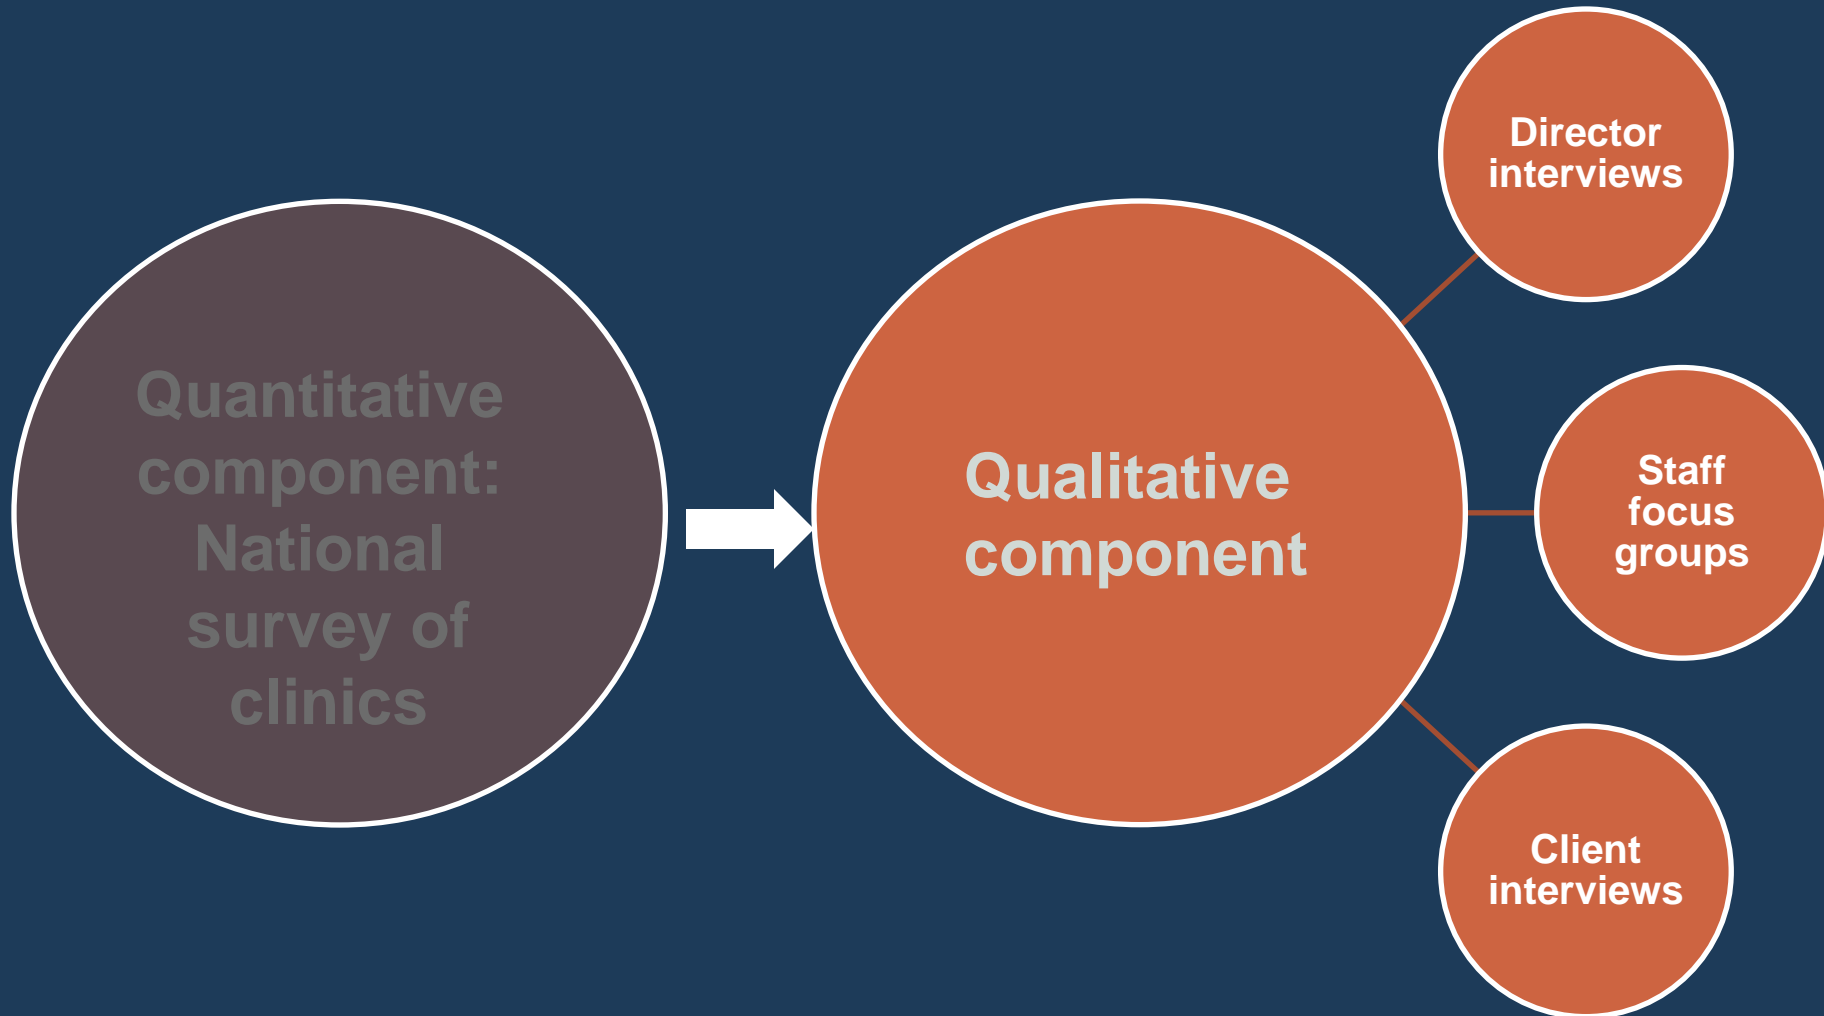 Quantitative
component:
National
survey of
clinics
Qualitative
component
Director
interviews
Staff
focus
groups
Client
interviews